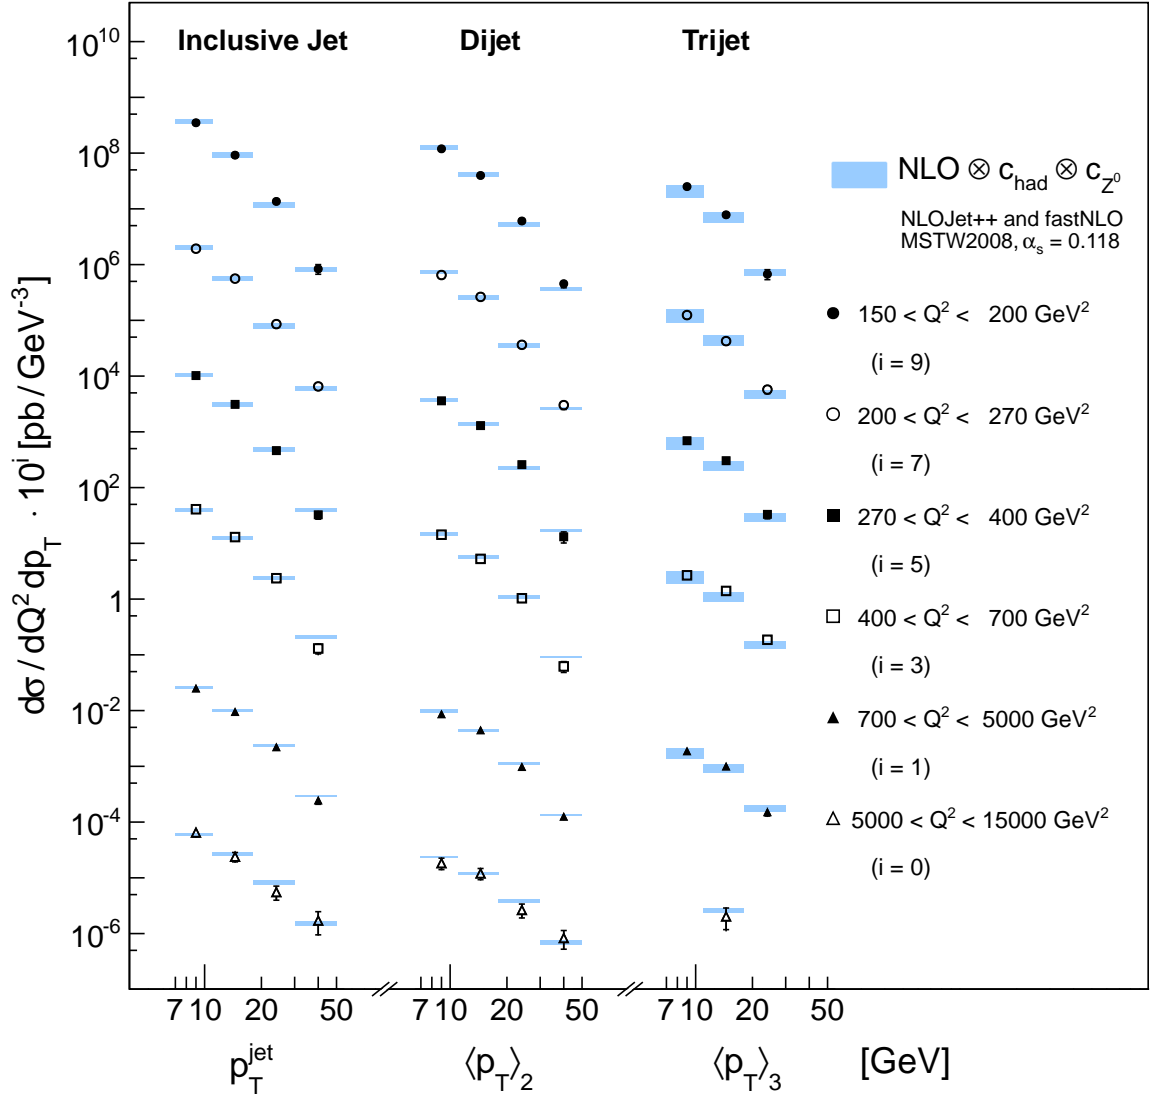 Inclusive Jet Dijet Trijet
10¹⁰
10⁸
10⁶
10⁴
10²
1
10⁻²
10⁻⁴
10⁻⁶
dσ / dQ² dp_T · 10ⁱ [pb / GeV⁻³]
NLO ⊗ c_had ⊗ c_Z⁰
NLOJet++ and fastNLO
MSTW2008, α_s = 0.118
150 < Q² < 200 GeV²
(i = 9)
200 < Q² < 270 GeV²
(i = 7)
270 < Q² < 400 GeV²
(i = 5)
400 < Q² < 700 GeV²
(i = 3)
700 < Q² < 5000 GeV²
(i = 1)
5000 < Q² < 15000 GeV²
(i = 0)
7 10 20 50 7 10 20 50 7 10 20 50
p_T^jet ⟨p_T⟩₂ ⟨p_T⟩₃ [GeV]